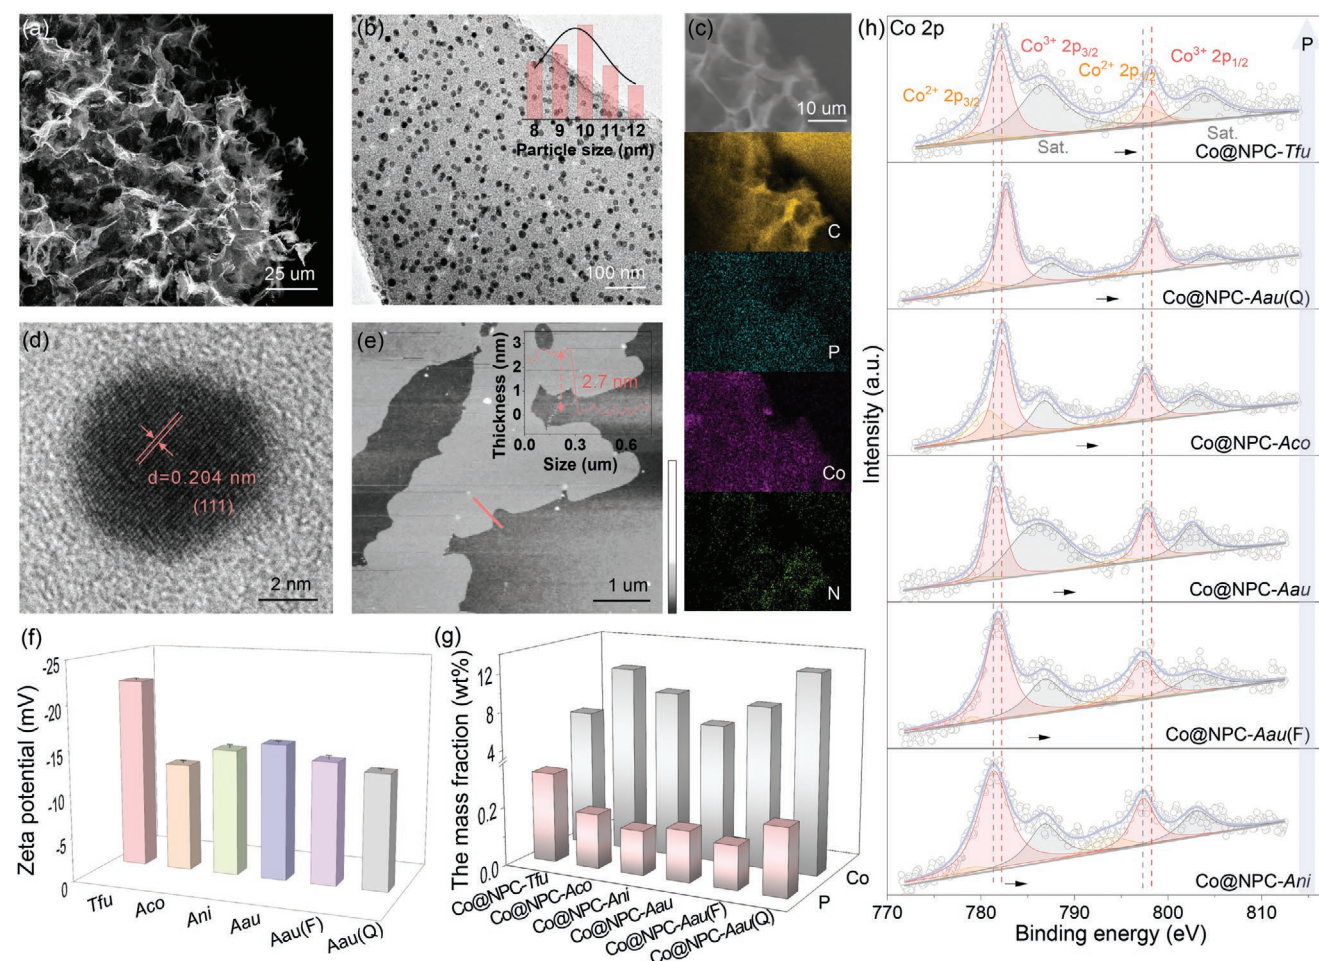 (a)
25 um
(b)
8 9 10 11 12
Particle size (nm)
100 nm
(c)
10 um
C
P
Co
N
(d)
d=0.204 nm
(111)
2 nm
(e)
Thickness (nm)
3
2
1
0
2.7 nm
0.0 0.3 0.6
Size (um)
1 um
(f)
Zeta potential (mV)
-25
-20
-15
-10
-5
0
Tfu
Aco
Ani
Aau
Aau(F)
Aau(Q)
(g)
The mass fraction (wt%)
12
8
4
0.2
0.0
Co@NPC-Tfu
Co@NPC-Aco
Co@NPC-Ani
Co@NPC-Aau
Co@NPC-Aau(F)
Co@NPC-Aau(Q)
P
Co
(h)
Co 2p
P
Co³⁺ 2p₃/₂
Co²⁺ 2p₁/₂
Co³⁺ 2p₁/₂
Co²⁺ 2p₃/₂
Sat.
Sat.
Co@NPC-Tfu
Co@NPC-Aau(Q)
Co@NPC-Aco
Co@NPC-Aau
Co@NPC-Aau(F)
Co@NPC-Ani
Intensity (a.u.)
770 780 790 800 810
Binding energy (eV)